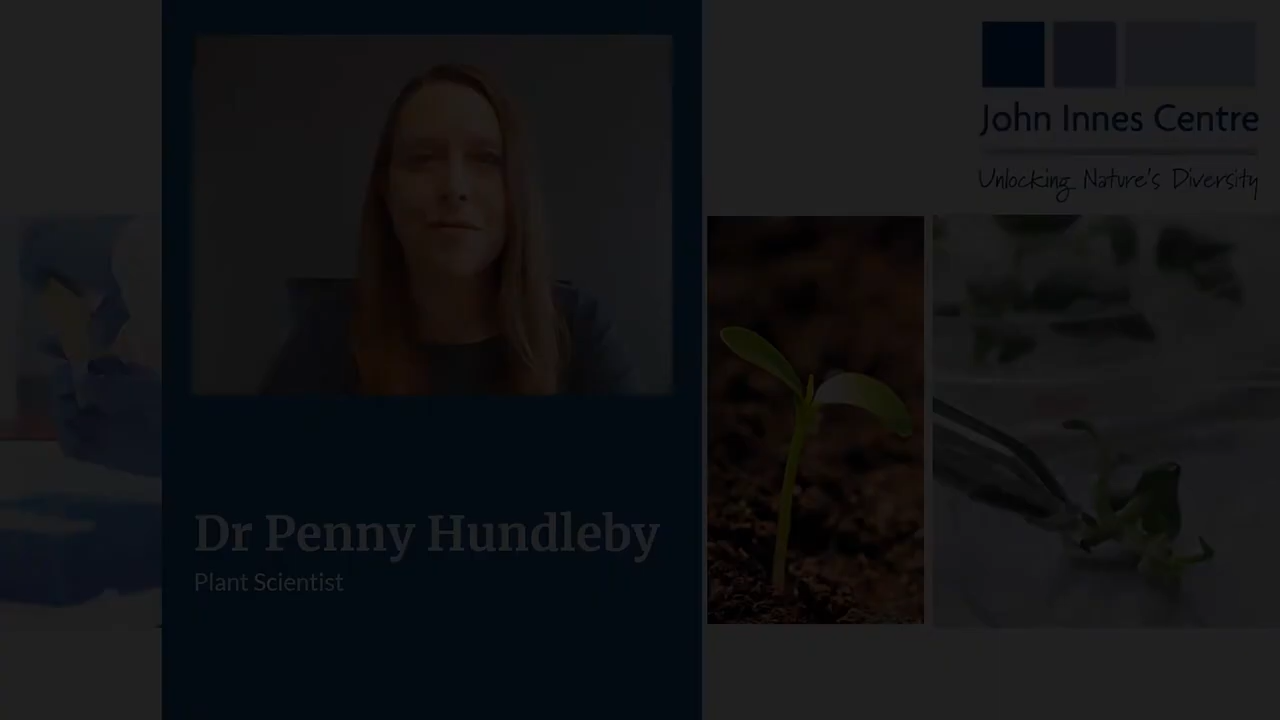 John Innes Centre
Unlocking Nature's Diversity
Dr Penny Hundleby
Plant Scientist